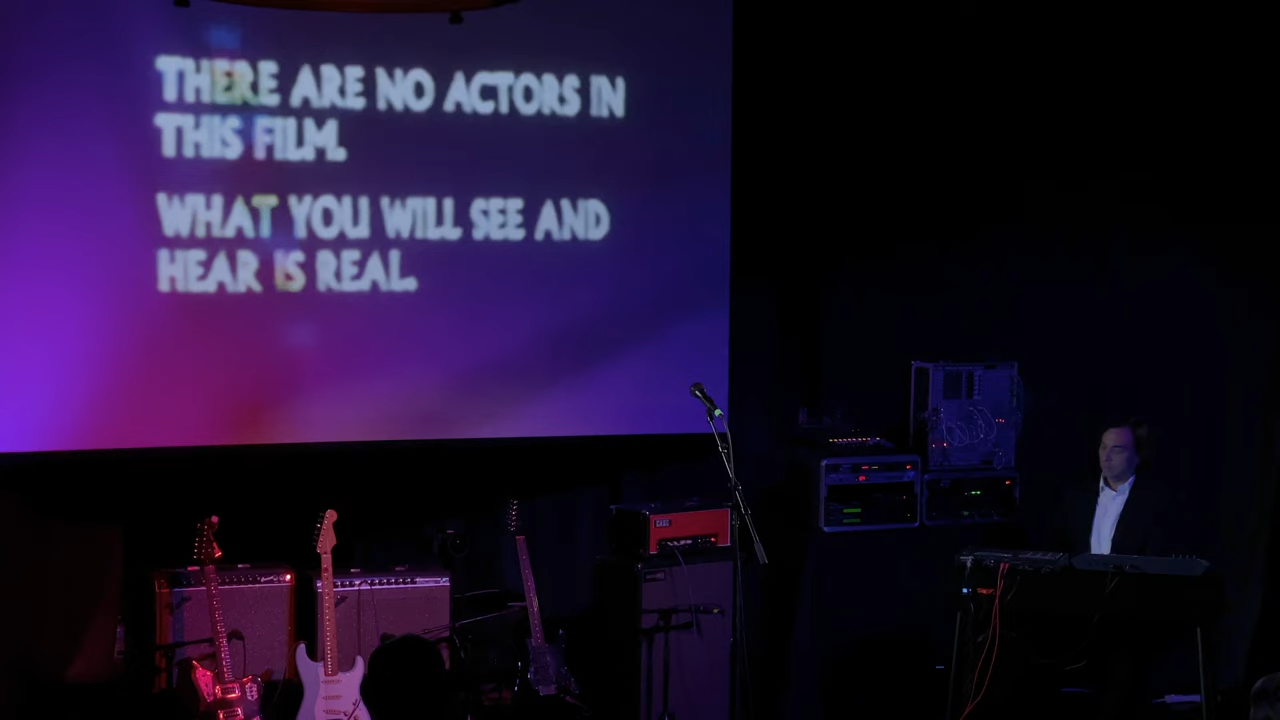 THERE ARE NO ACTORS IN
THIS FILM.
WHAT YOU WILL SEE AND
HEAR IS REAL.